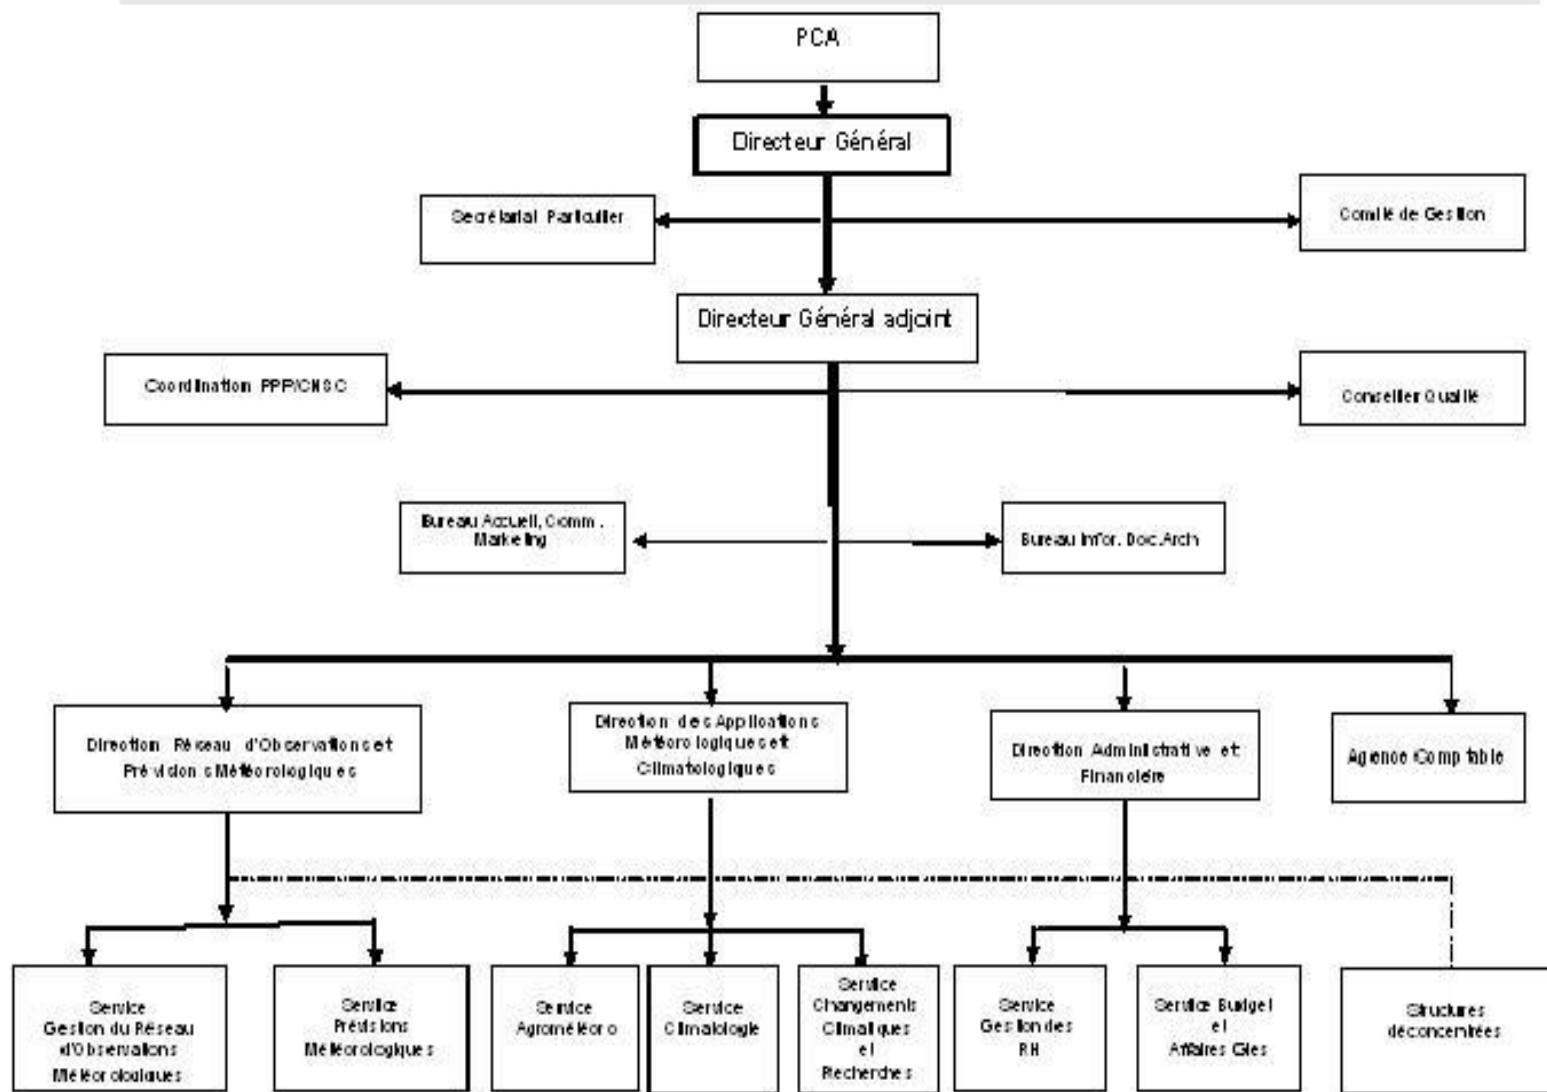 PCA
Directeur Général
Secrétariat Particulier
Comité de Gestion
Directeur Général adjoint
Coordination PPP/CNSC
Conseiller Qualité
Bureau Accueil, Comm.
Marketing
Bureau Infor. Doc.Arch
Direction Réseau d'Observations et
Prévisions Météorologiques
Direction des Applications
Météorologiques et
Climatologiques
Direction Administrative et
Financière
Agence Comptable
Service
Gestion du Réseau
d'Observations
Météorologiques
Service
Prévisions
Météorologiques
Service
Agrométéoro
Service
Climatologie
Service
Changements
Climatiques
et
Recherches
Service
Gestion des
RH
Service Budget
et
Affaires Gles
Structures
déconcentrées